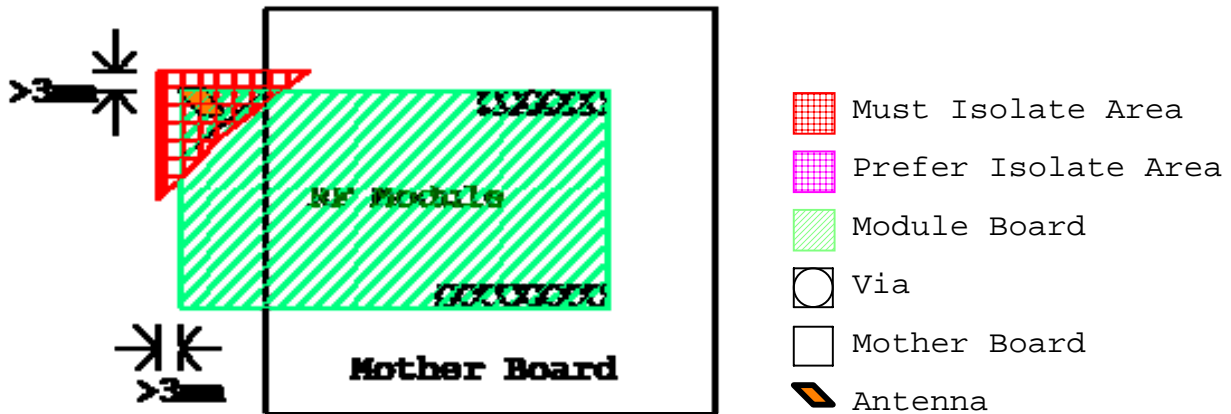 >3mm
Must Isolate Area
Prefer Isolate Area
RF Module
Module Board
Via
Mother Board
Mother Board
>3mm
Antenna